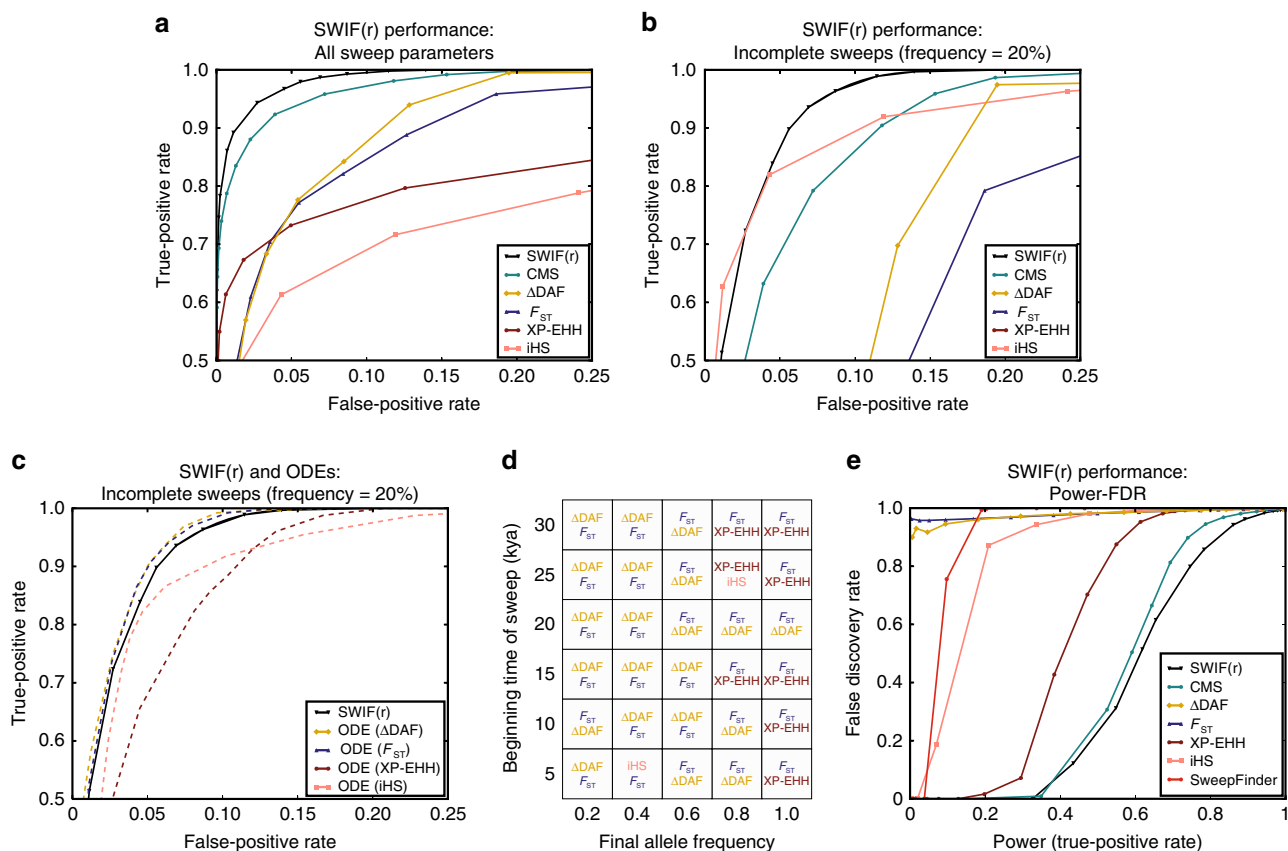 a
SWIF(r) performance:
All sweep parameters
1.0
0.9
0.8
0.7
0.6
0.5
True-positive rate
0
0.05
0.10
0.15
0.20
0.25
False-positive rate
SWIF(r)
CMS
ΔDAF
FST
XP-EHH
iHS
b
SWIF(r) performance:
Incomplete sweeps (frequency = 20%)
1.0
0.9
0.8
0.7
0.6
0.5
True-positive rate
0
0.05
0.10
0.15
0.20
0.25
False-positive rate
SWIF(r)
CMS
ΔDAF
FST
XP-EHH
iHS
c
SWIF(r) and ODEs:
Incomplete sweeps (frequency = 20%)
1.0
0.9
0.8
0.7
0.6
0.5
True-positive rate
0
0.05
0.10
0.15
0.20
0.25
False-positive rate
SWIF(r)
ODE (ΔDAF)
ODE (FST)
ODE (XP-EHH)
ODE (iHS)
d
Beginning time of sweep (kya)
30
ΔDAF ΔDAF FST FST FST
FST FST ΔDAF XP-EHH XP-EHH
25
ΔDAF ΔDAF FST XP-EHH FST
FST FST ΔDAF iHS XP-EHH
20
ΔDAF ΔDAF FST FST FST
FST FST ΔDAF ΔDAF ΔDAF
15
ΔDAF ΔDAF ΔDAF FST FST
FST FST FST XP-EHH XP-EHH
10
FST ΔDAF ΔDAF FST FST
ΔDAF FST FST ΔDAF XP-EHH
5
ΔDAF iHS FST FST FST
FST FST ΔDAF ΔDAF XP-EHH
0.2 0.4 0.6 0.8 1.0
Final allele frequency
e
SWIF(r) performance:
Power-FDR
1
0.8
0.6
0.4
0.2
0
False discovery rate
0
0.2
0.4
0.6
0.8
1
Power (true-positive rate)
SWIF(r)
CMS
ΔDAF
FST
XP-EHH
iHS
SweepFinder